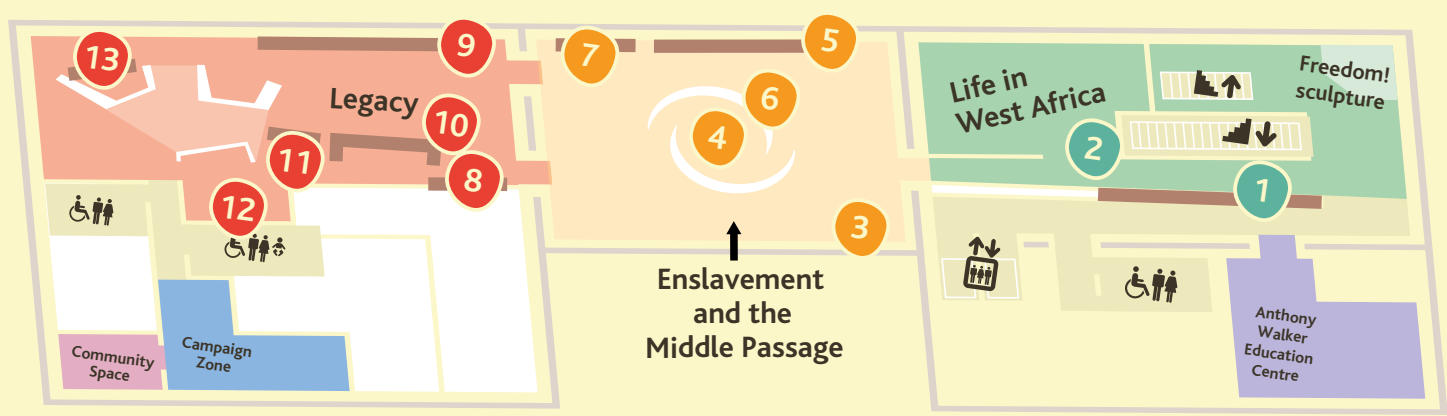 13
9
7
5
Legacy
10
6
4
Life in
West Africa
Freedom!
sculpture
2
1
11
8
12
3
Enslavement
and the
Middle Passage
Community
Space
Campaign
Zone
Anthony
Walker
Education
Centre